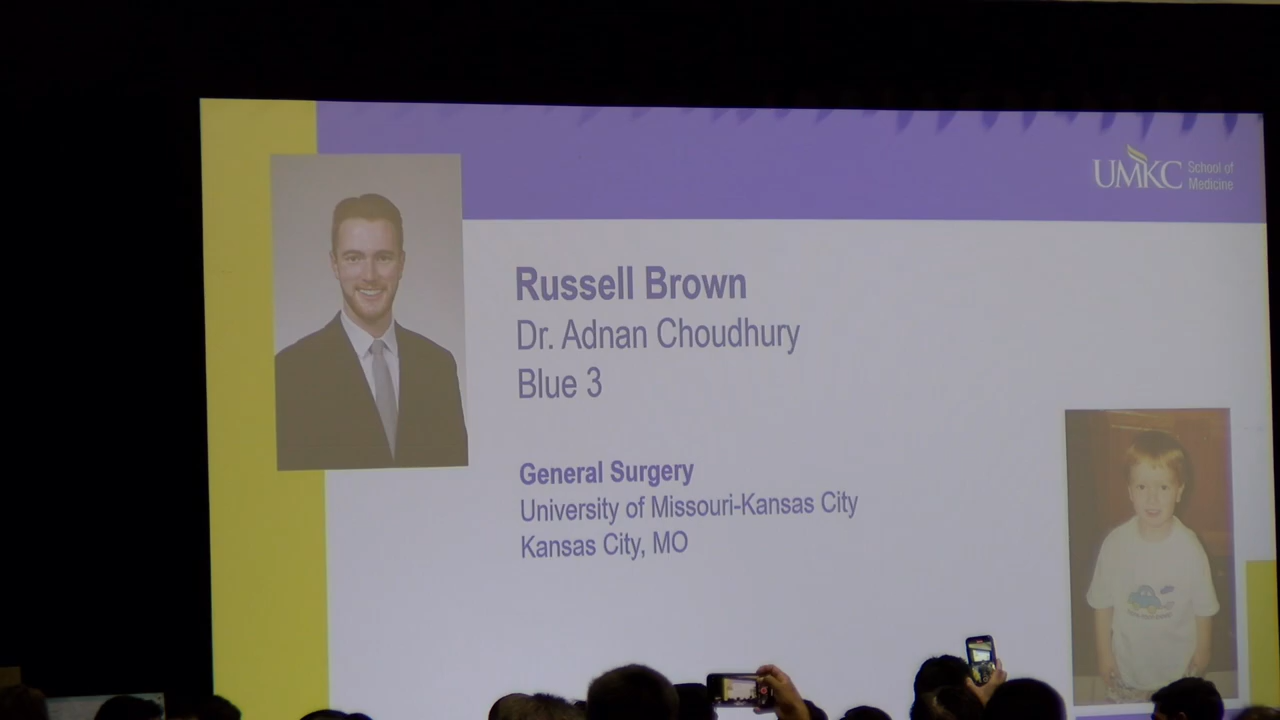 UMKC School of
Medicine
Russell Brown
Dr. Adnan Choudhury
Blue 3
General Surgery
University of Missouri-Kansas City
Kansas City, MO